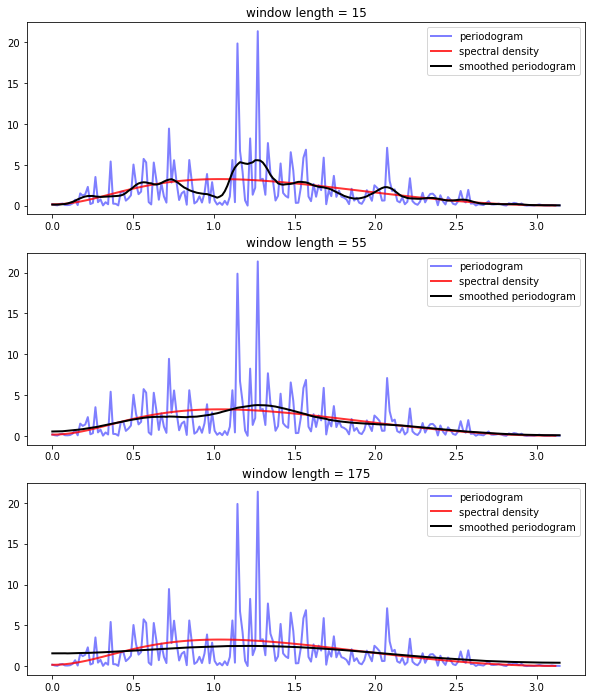 window length = 15
20
15
10
5
0
periodogram
spectral density
smoothed periodogram
0.0 0.5 1.0 1.5 2.0 2.5 3.0
window length = 55
20
15
10
5
0
periodogram
spectral density
smoothed periodogram
0.0 0.5 1.0 1.5 2.0 2.5 3.0
window length = 175
20
15
10
5
0
periodogram
spectral density
smoothed periodogram
0.0 0.5 1.0 1.5 2.0 2.5 3.0